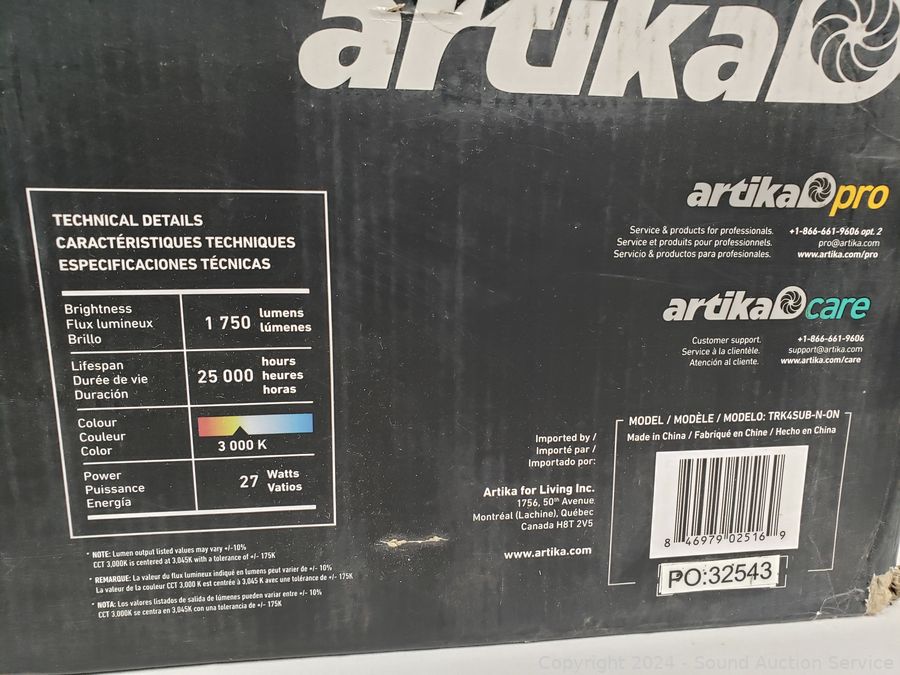 artika
artika pro
Service & products for professionals.
Service et produits pour professionnels.
Servicio & productos para profesionales.
+1-866-661-9606 opt. 2
pro@artika.com
www.artika.com/pro
TECHNICAL DETAILS
CARACTÉRISTIQUES TECHNIQUES
ESPECIFICACIONES TÉCNICAS
Brightness
Flux lumineux
Brillo
1 750 lumens
lúmenes
Lifespan
Durée de vie
Duración
25 000 hours
heures
horas
Colour
Couleur
Color
3 000 K
Power
Puissance
Energía
27 Watts
Vatios
* NOTE: Lumen output listed values may vary +/-10%
CCT 3,000K is centered at 3,045K with a tolerance of +/- 175K
* REMARQUE: La valeur du flux lumineux indiqué en lumens peut varier de +/- 10%
La valeur de la couleur CCT 3,000 K est centrée à 3,045 K avec une tolérance de +/- 175K
* NOTA: Los valores listados de salida de lúmenes pueden variar entre +/- 10%
CCT 3,000K se centra en 3,045K con una tolerancia de +/- 175K
artika care
Customer support.
Service à la clientèle.
Atención al cliente.
+1-866-661-9606
support@artika.com
www.artika.com/care
Imported by /
Importé par /
Importado por:
Artika for Living Inc.
1756, 50th Avenue
Montréal (Lachine), Québec
Canada H8T 2V5
www.artika.com
MODEL / MODÈLE / MODELO: TRK4SUB-N-ON
Made in China / Fabriqué en Chine / Hecho en China
8 46979 02516 9
PO:32543
Copyright 2024 - Sound Auction Service